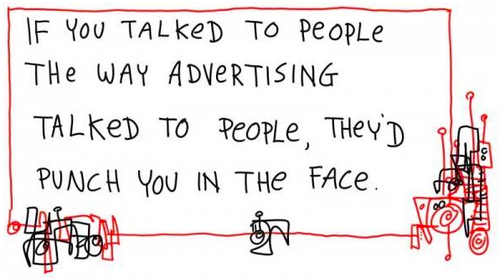 IF YOU TALKED TO PEOPLE
THE WAY ADVERTISING
TALKED TO PEOPLE, THEY'D
PUNCH YOU IN THE FACE.